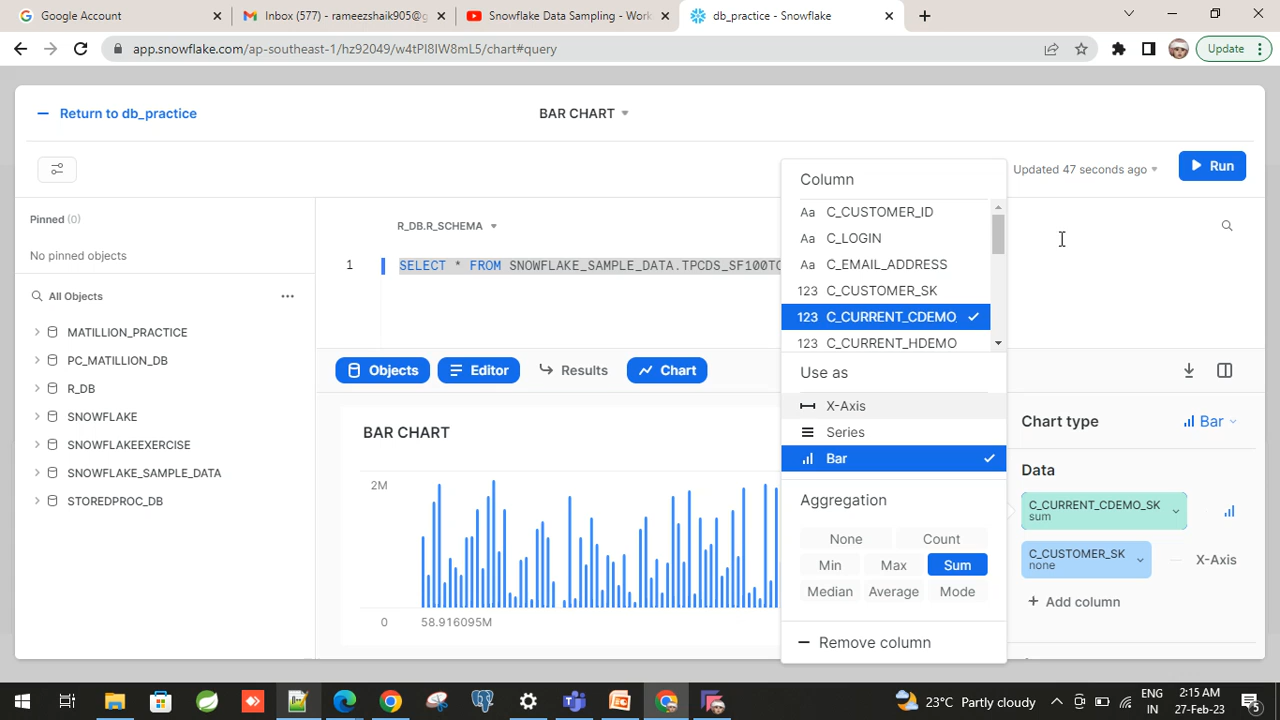 Google Account
Inbox (577) - rameezshaik905@g
Snowflake Data Sampling - Work
db_practice - Snowflake
app.snowflake.com/ap-southeast-1/hz92049/w4tPI8IW8mL5/chart#query
Update
Return to db_practice
BAR CHART
Updated 47 seconds ago
Run
Pinned (0)
No pinned objects
All Objects
MATILLION_PRACTICE
PC_MATILLION_DB
R_DB
SNOWFLAKE
SNOWFLAKEEXERCISE
SNOWFLAKE_SAMPLE_DATA
STOREDPROC_DB
R_DB.R_SCHEMA
1 SELECT * FROM SNOWFLAKE_SAMPLE_DATA.TPCDS_SF100TC
Objects
Editor
Results
Chart
BAR CHART
2M
0
58.916095M
Column
Aa C_CUSTOMER_ID
Aa C_LOGIN
Aa C_EMAIL_ADDRESS
123 C_CUSTOMER_SK
123 C_CURRENT_CDEMO
123 C_CURRENT_HDEMO
Use as
X-Axis
Series
Bar
Aggregation
None Count
Min Max Sum
Median Average Mode
Remove column
Chart type
Bar
Data
C_CURRENT_CDEMO_SK
sum
C_CUSTOMER_SK
none
X-Axis
Add column
23°C Partly cloudy
ENG
IN
2:15 AM
27-Feb-23
5